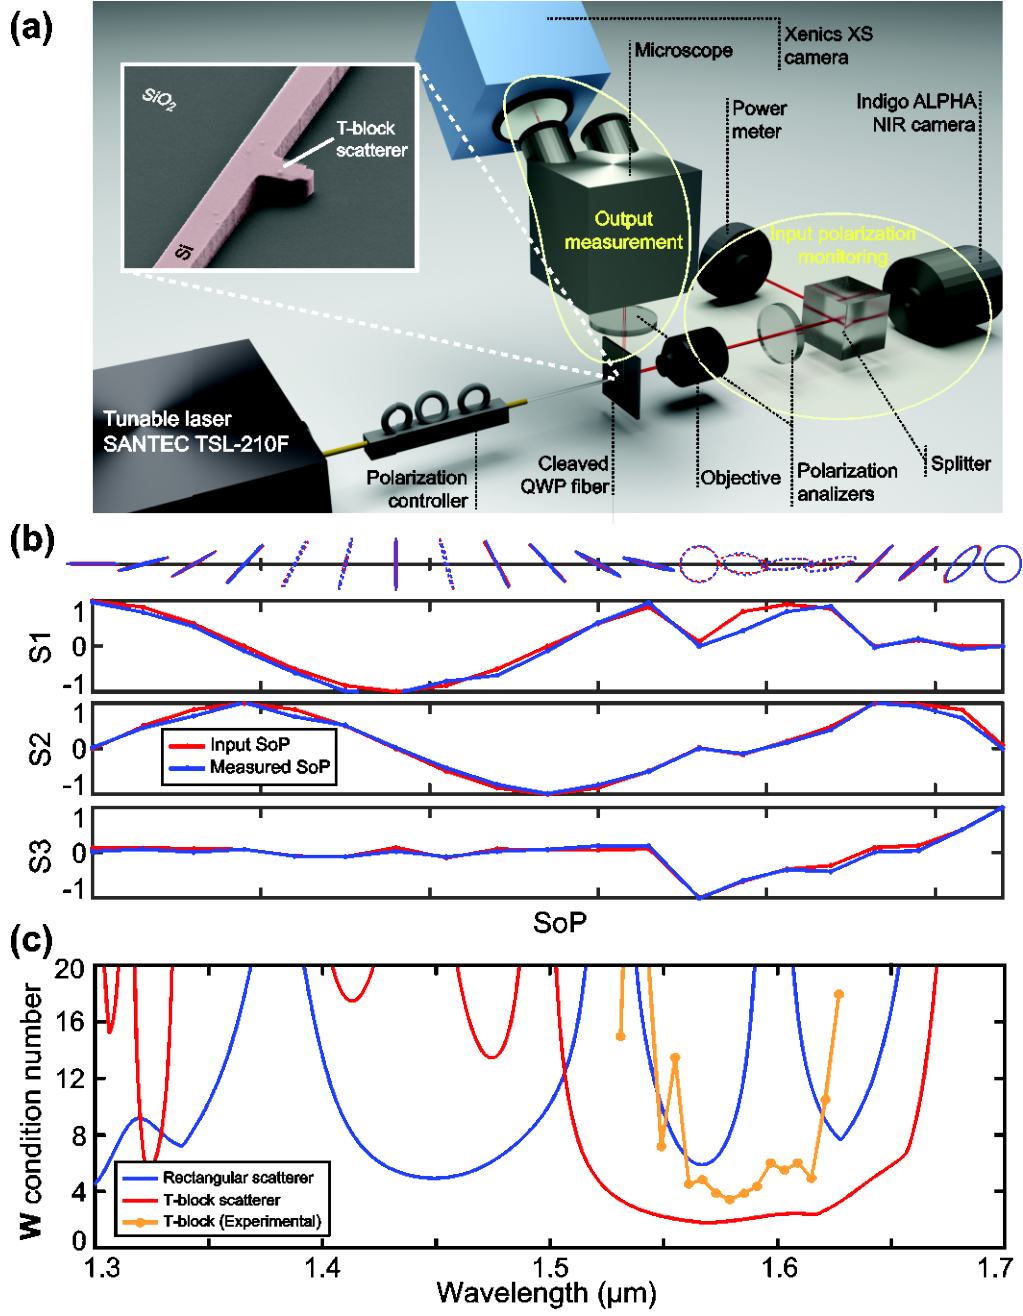 (a)
Xenics XS
camera
Microscope
Power
meter
Indigo ALPHA
NIR camera
SiO2
T-block
scatterer
Si
Output
measurement
Input polarization
monitoring
Tunable laser
SANTEC TSL-210F
Polarization
controller
Cleaved
QWP fiber
Objective
Polarization
analizers
Splitter
(b)
S1
1
0
-1
S2
1
0
-1
Input SoP
Measured SoP
S3
1
0
-1
SoP
(c)
W condition number
20
16
12
8
4
0
Rectangular scatterer
T-block scatterer
T-block (Experimental)
1.3
1.4
1.5
1.6
1.7
Wavelength (μm)